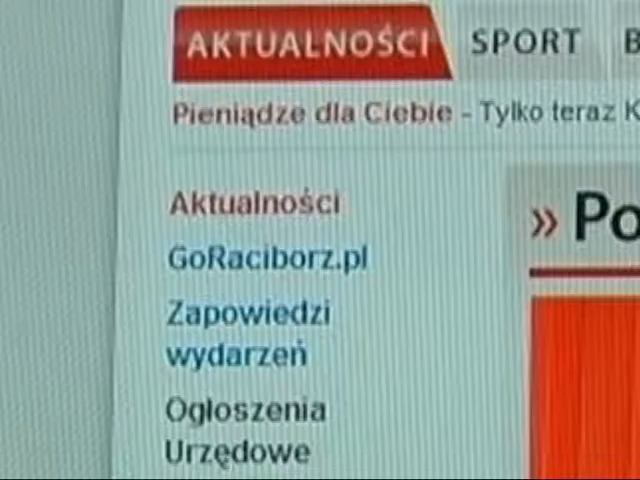 AKTUALNOŚCI SPORT
Pieniądze dla Ciebie - Tylko teraz
Aktualności
» Po
GoRaciborz.pl
Zapowiedzi
wydarzeń
Ogłoszenia
Urzędowe